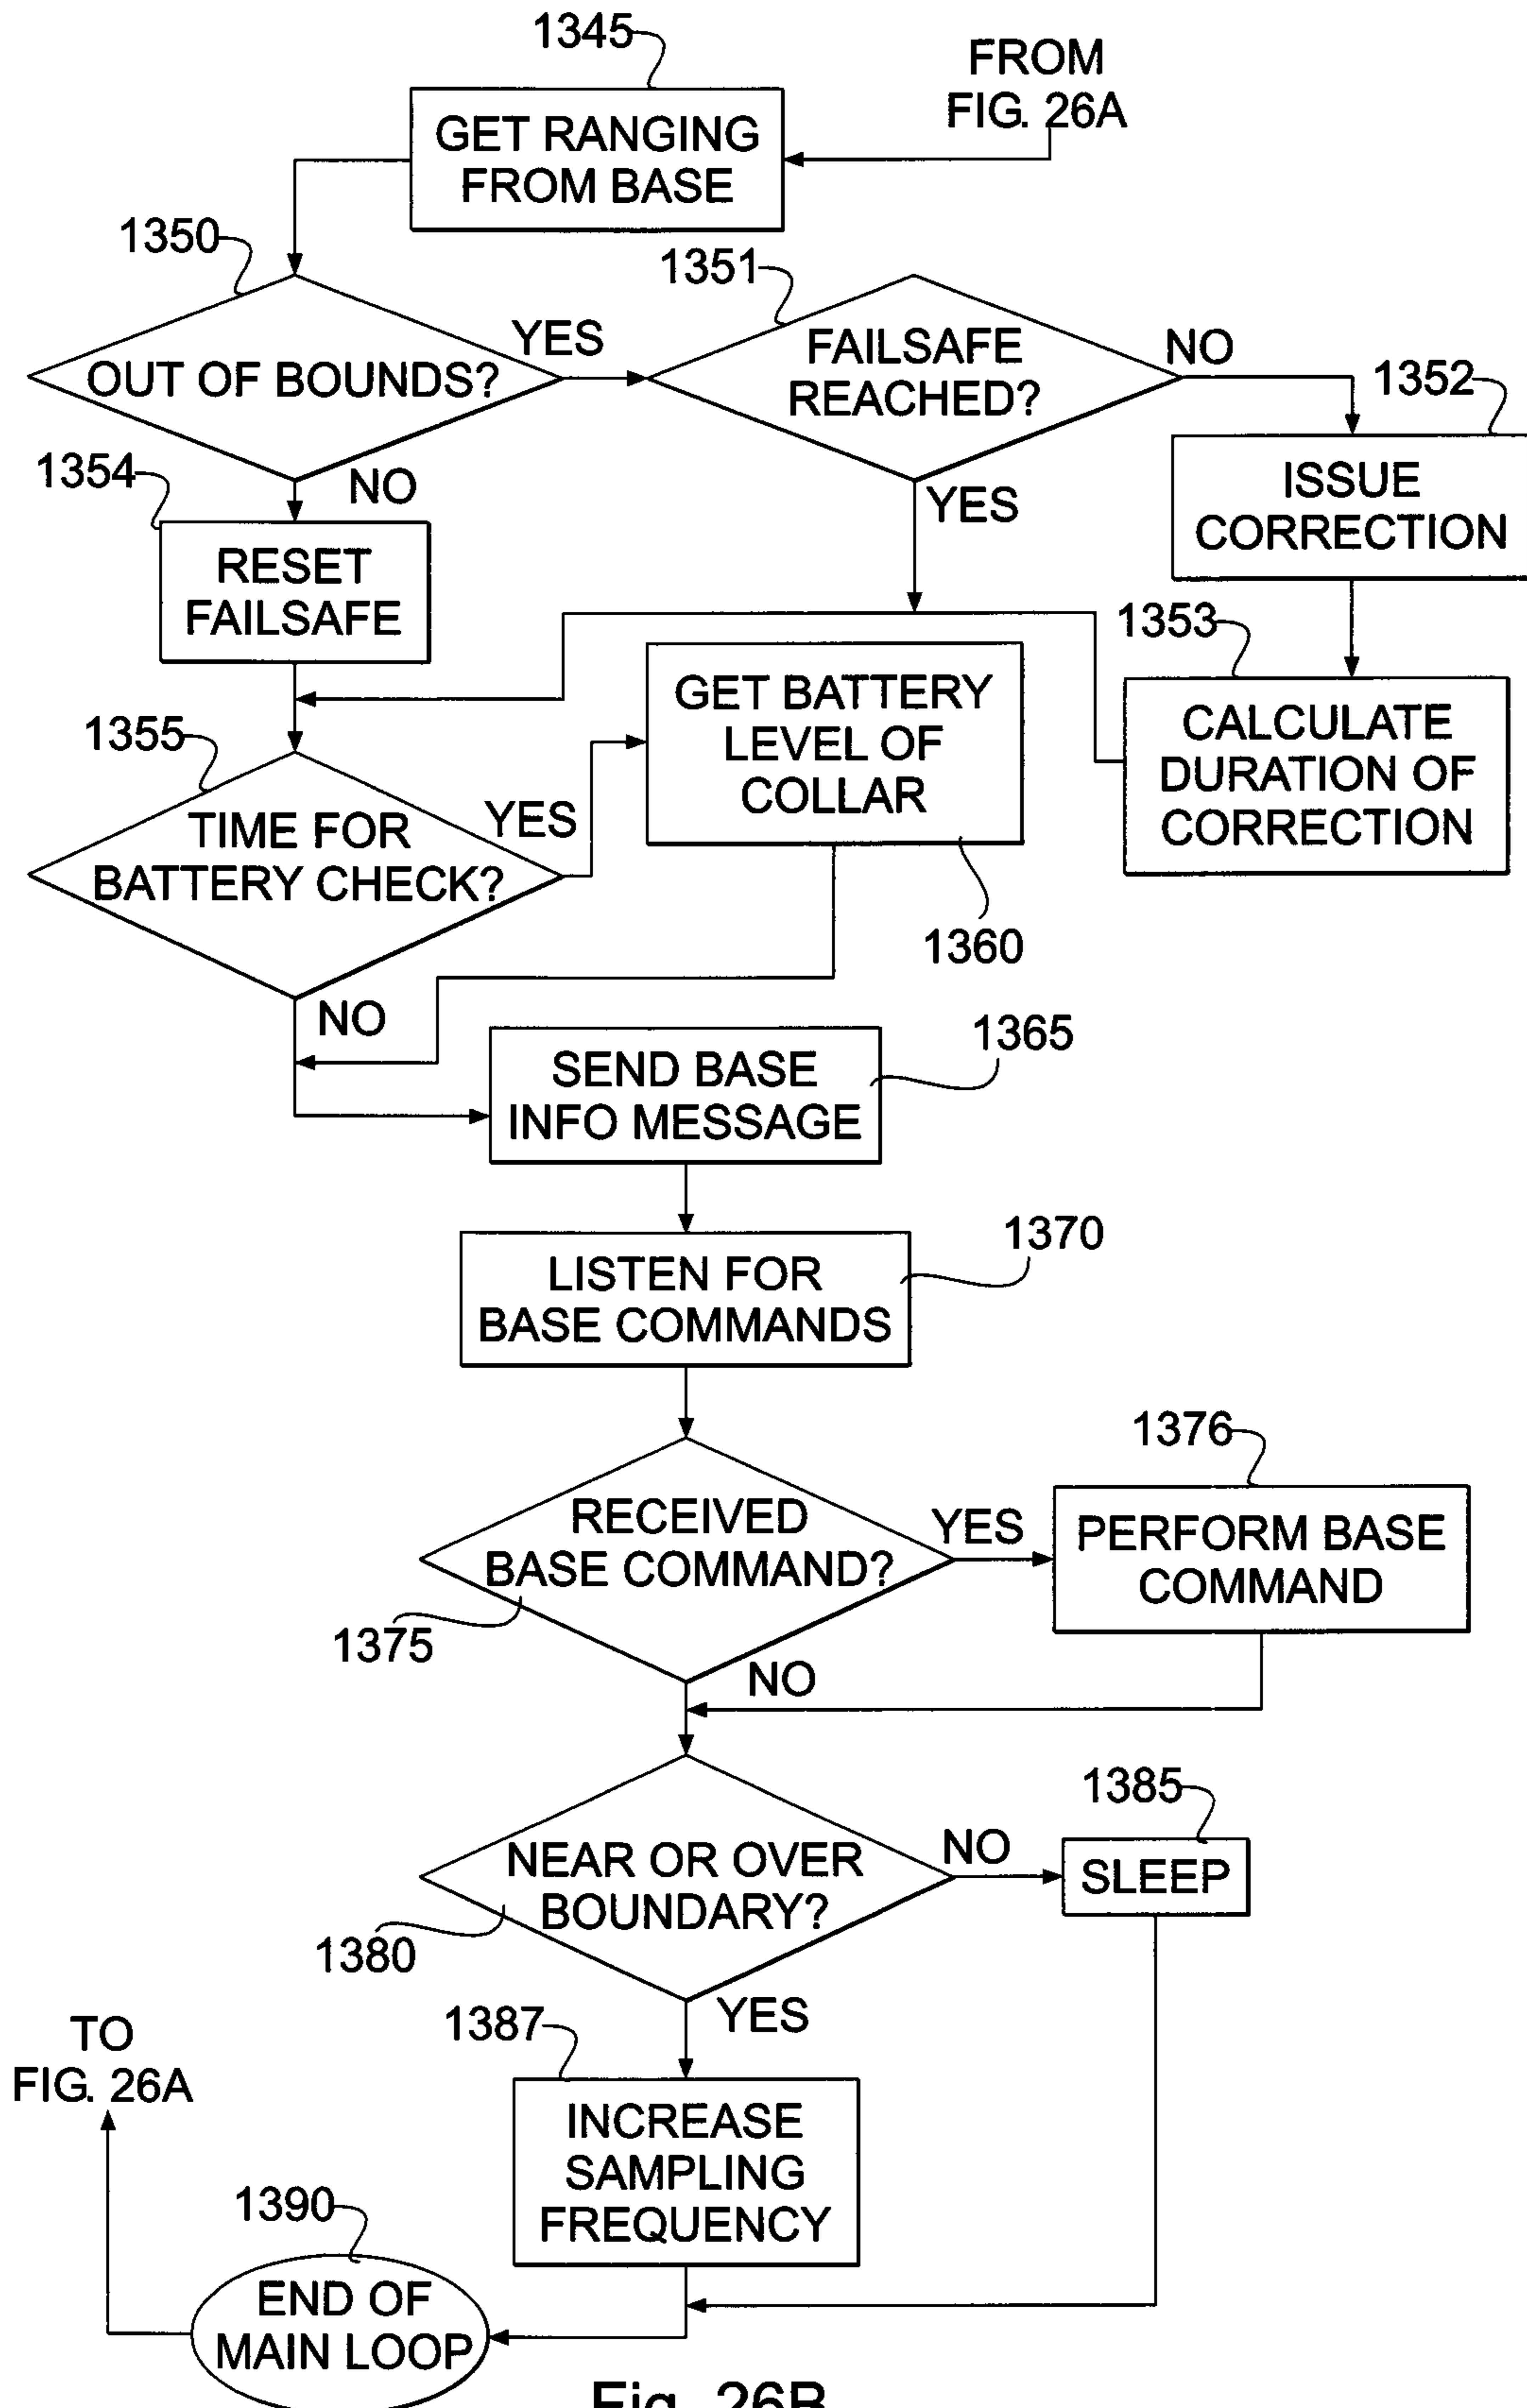 1345
FROM
FIG. 26A
GET RANGING
FROM BASE
1350
1351
OUT OF BOUNDS?
YES
FAILSAFE
REACHED?
NO
1352
1354
NO
YES
ISSUE
CORRECTION
RESET
FAILSAFE
1353
1355
GET BATTERY
LEVEL OF
COLLAR
CALCULATE
DURATION OF
CORRECTION
TIME FOR
BATTERY CHECK?
YES
1360
NO
1365
SEND BASE
INFO MESSAGE
1370
LISTEN FOR
BASE COMMANDS
1376
RECEIVED
BASE COMMAND?
YES
PERFORM BASE
COMMAND
1375
NO
1385
NEAR OR OVER
BOUNDARY?
NO
SLEEP
1380
YES
1387
TO
FIG. 26A
INCREASE
SAMPLING
FREQUENCY
1390
END OF
MAIN LOOP
Fig. 26B